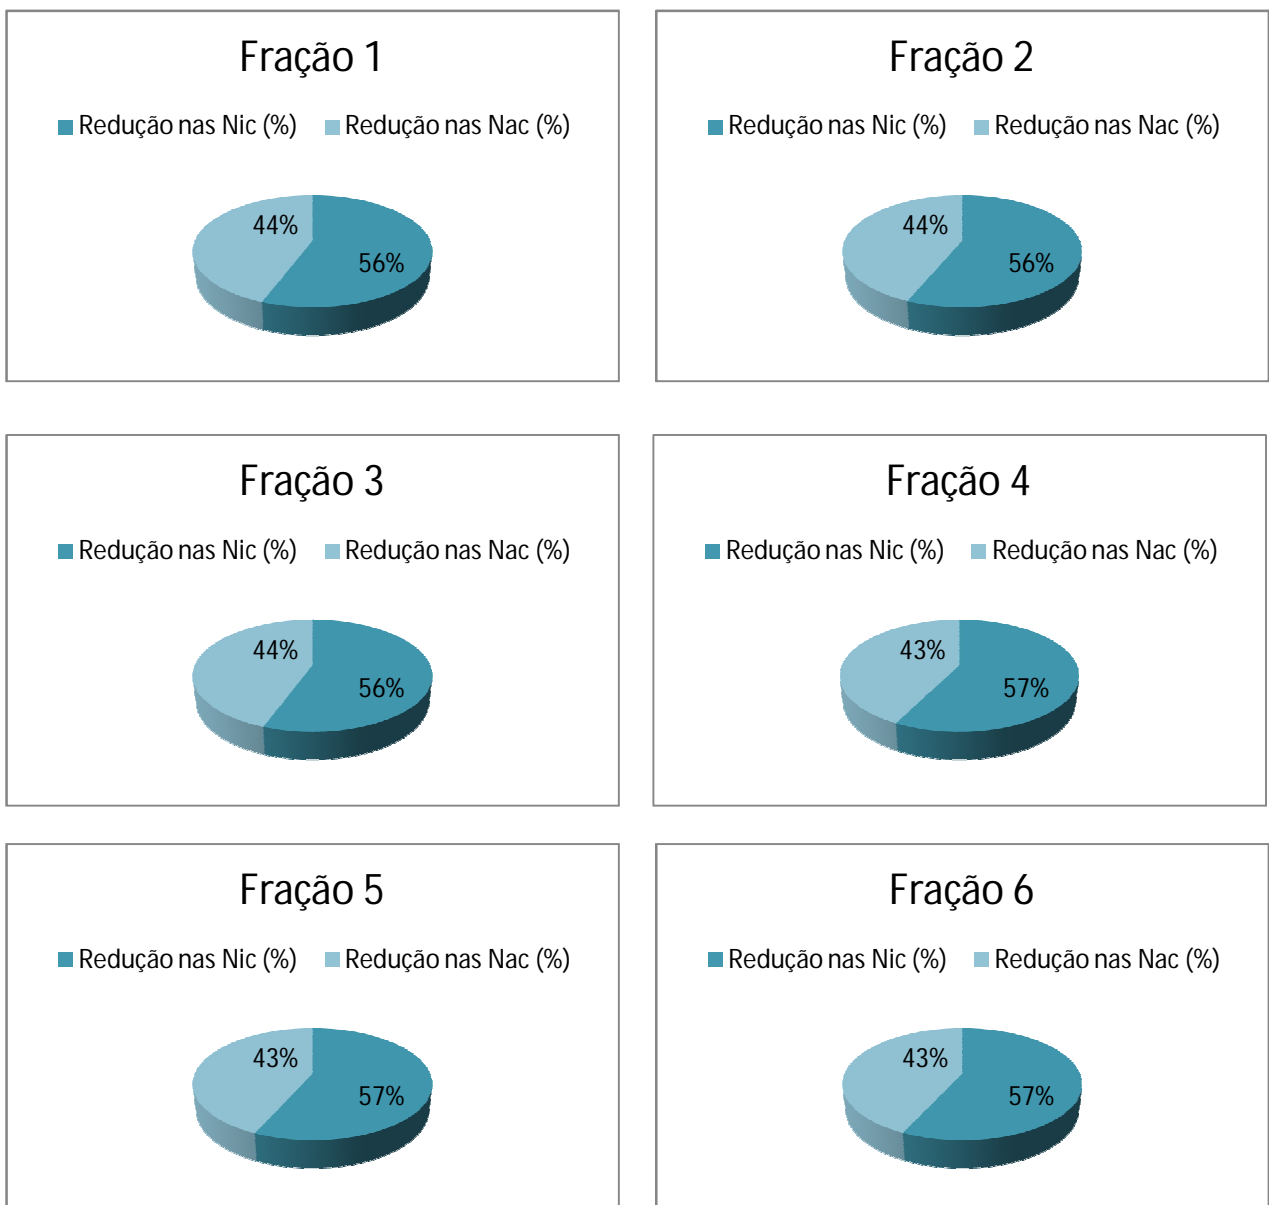 Fração 1
Redução nas Nic (%) Redução nas Nac (%)
44%
56%
Fração 2
Redução nas Nic (%) Redução nas Nac (%)
44%
56%
Fração 3
Redução nas Nic (%) Redução nas Nac (%)
44%
56%
Fração 4
Redução nas Nic (%) Redução nas Nac (%)
43%
57%
Fração 5
Redução nas Nic (%) Redução nas Nac (%)
43%
57%
Fração 6
Redução nas Nic (%) Redução nas Nac (%)
43%
57%